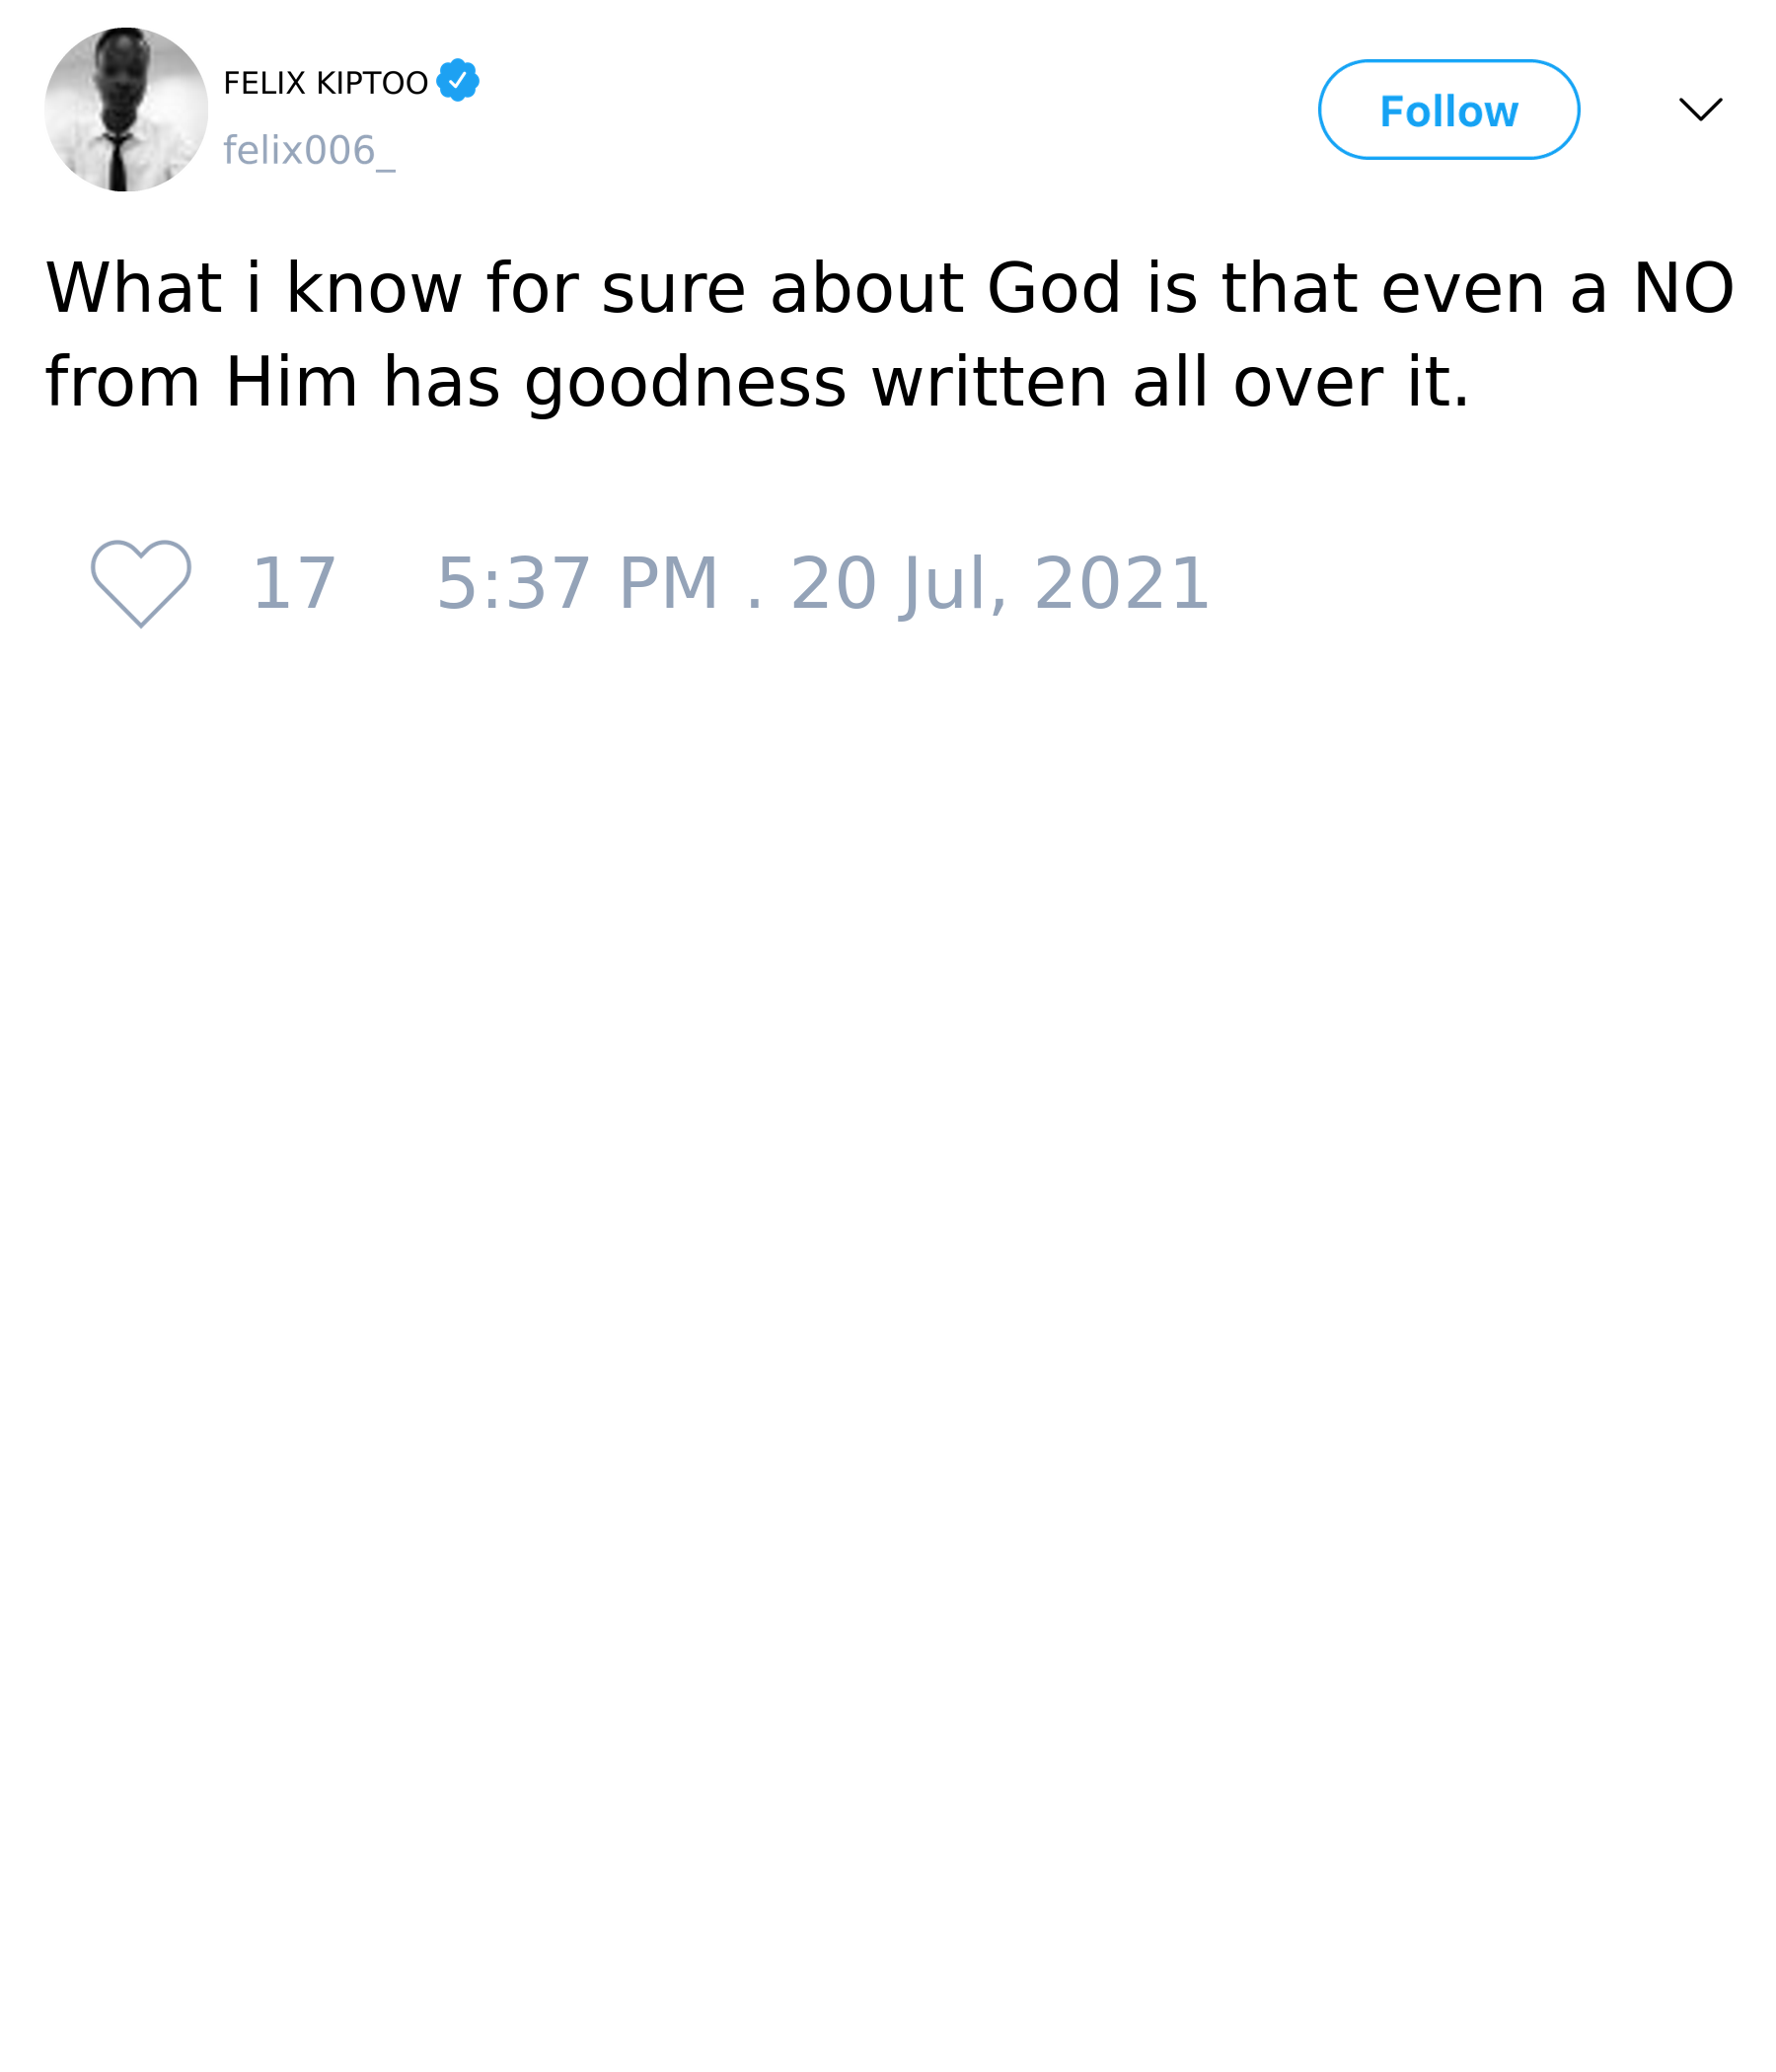 FELIX KIPTOO
felix006_
Follow
What i know for sure about God is that even a NO
from Him has goodness written all over it.
17 5:37 PM . 20 Jul, 2021